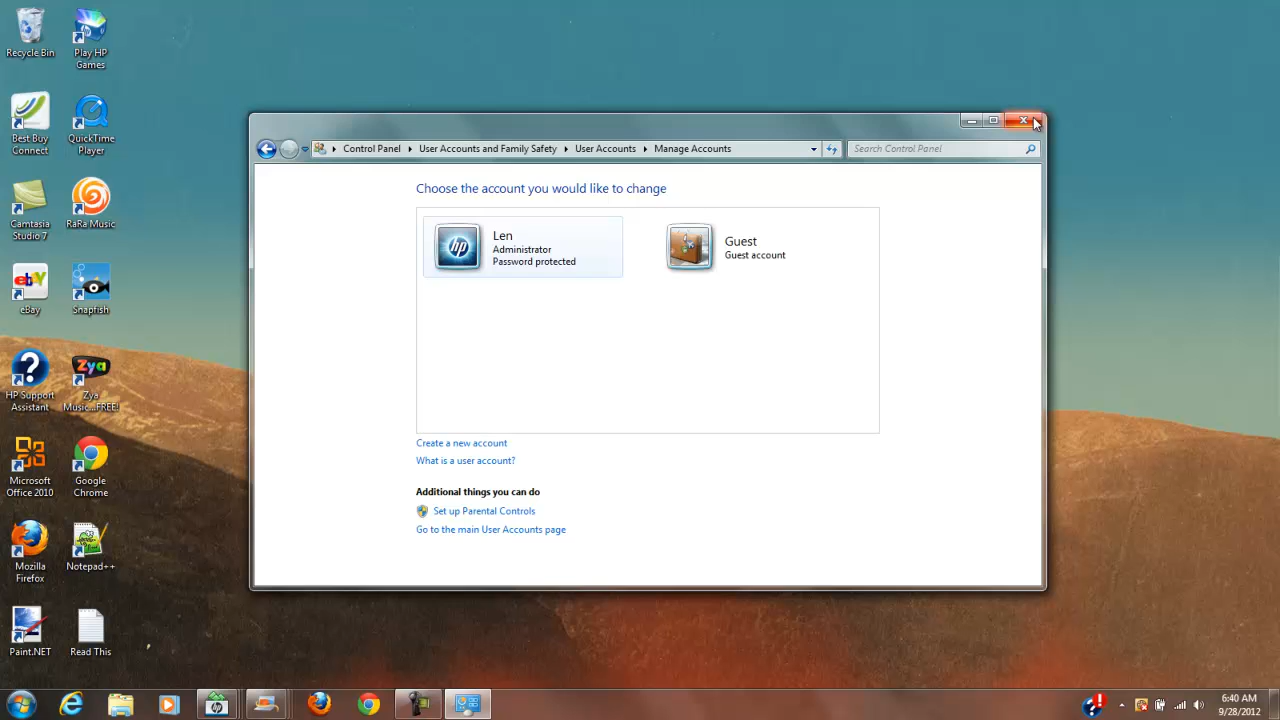 Recycle Bin
Play HP
Games
Best Buy
Connect
QuickTime
Player
Camtasia
Studio 7
RaRa Music
ebY
eBay
Snapfish
HP Support
Assistant
Zya
Zya
Music...FREE!
Microsoft
Office 2010
Google
Chrome
Mozilla
Firefox
Notepad++
Paint.NET
Read This
Control Panel
User Accounts and Family Safety
User Accounts
Manage Accounts
Search Control Panel
Choose the account you would like to change
hp
Len
Administrator
Password protected
Guest
Guest account
Create a new account
What is a user account?
Additional things you can do
Set up Parental Controls
Go to the main User Accounts page
6:40 AM
9/28/2012